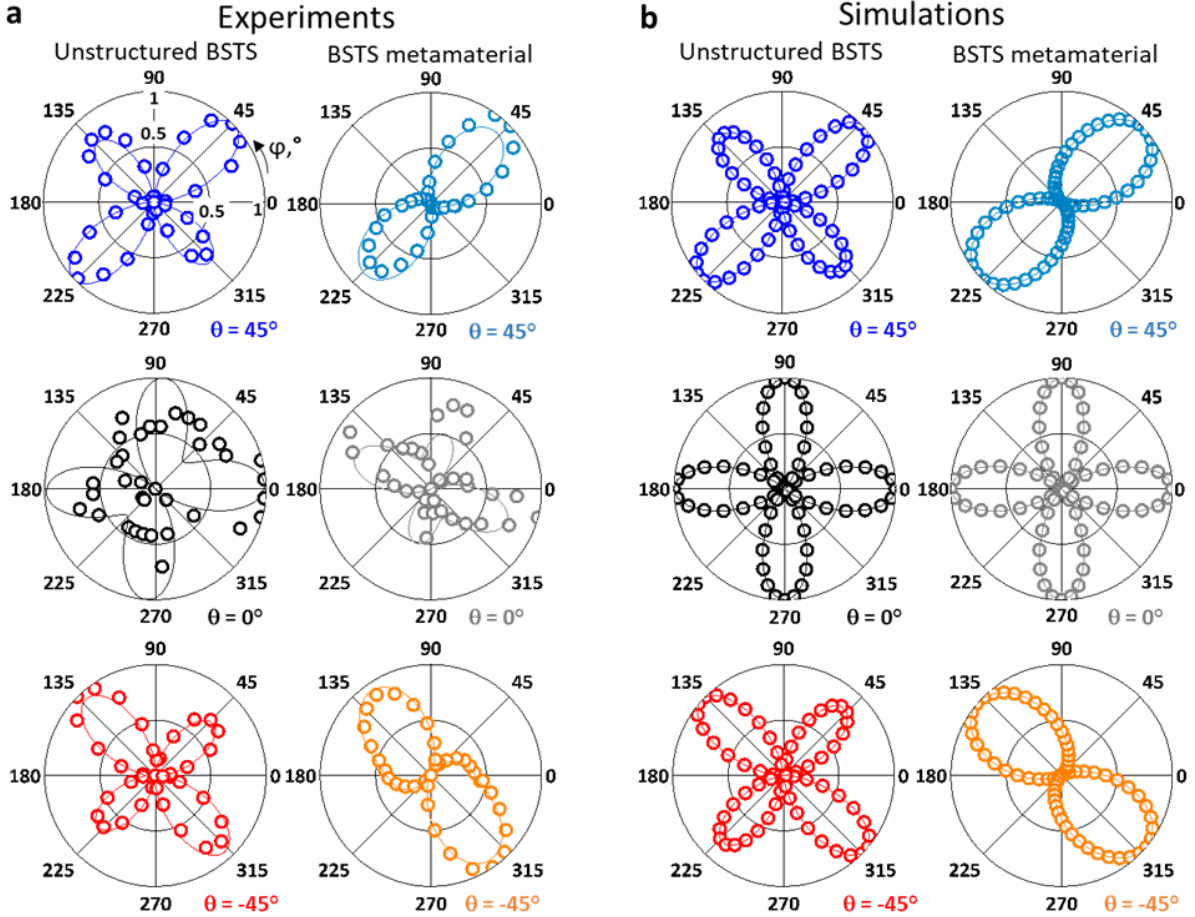 a Experiments b Simulations
Unstructured BSTS BSTS metamaterial Unstructured BSTS BSTS metamaterial
90 90 90 90
135 1 45 135 45 135 45 135 45
0.5 φ,°
180 0.5 1 0 180 0 180 0 180 0
225 315 225 315 225 315 225 315
270 θ = 45° 270 θ = 45° 270 θ = 45° 270 θ = 45°
90 90 90 90
135 45 135 45 135 45 135 45
180 0 180 0 180 0 180 0
225 315 225 315 225 315 225 315
270 θ = 0° 270 θ = 0° 270 θ = 0° 270 θ = 0°
90 90 90 90
135 45 135 45 135 45 135 45
180 0 180 0 180 0 180 0
225 315 225 315 225 315 225 315
270 θ = -45° 270 θ = -45° 270 θ = -45° 270 θ = -45°